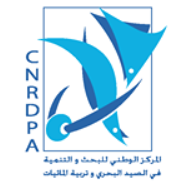 CNRDPA
المركز الوطني للبحث و التنمية
في الصيد البحري و تربية المائيات